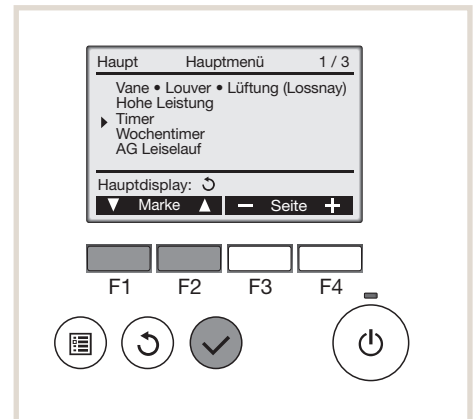 Haupt Hauptmenü 1 / 3
Vane • Louver • Lüftung (Lossnay)
Hohe Leistung
Timer
Wochentimer
AG Leiselauf
Hauptdisplay:
Marke Seite
F1 F2 F3 F4